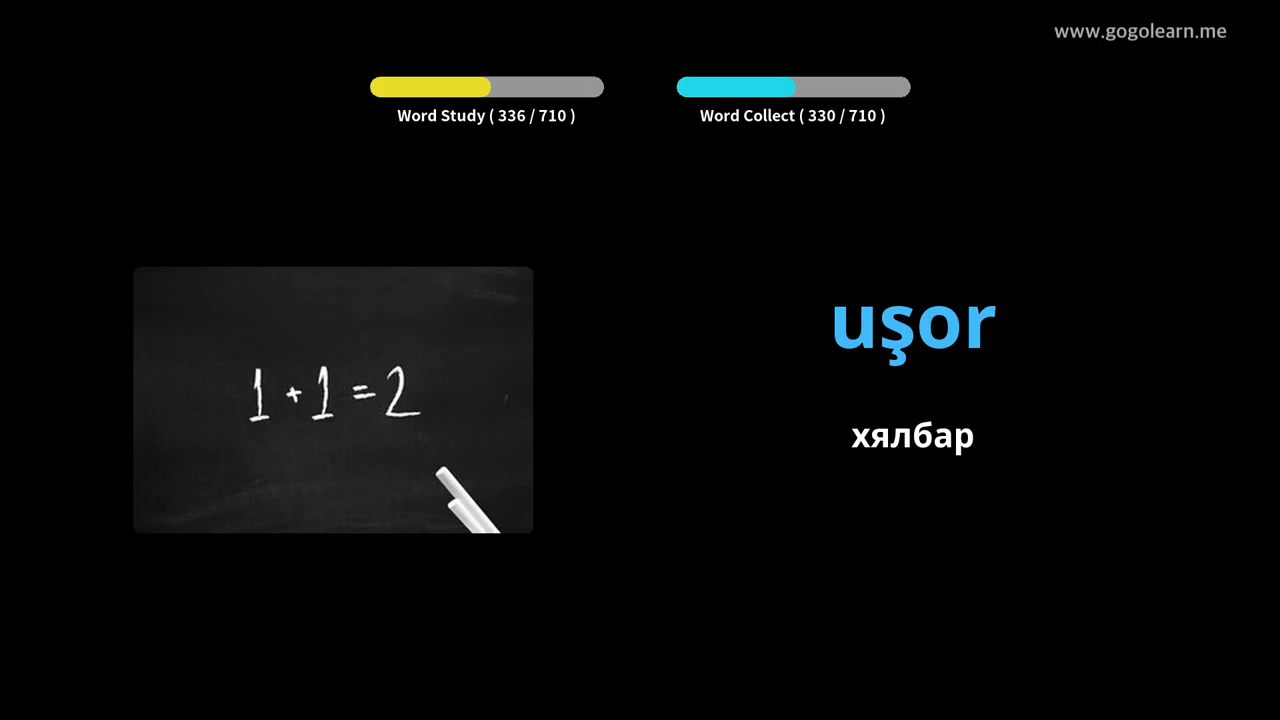 www.gogolearn.me
Word Study ( 336 / 710 )
Word Collect ( 330 / 710 )
1 + 1 = 2
uşor
хялбар